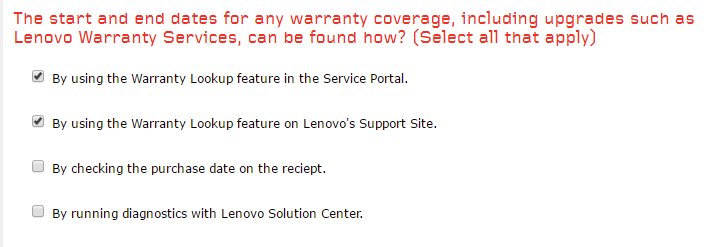 The start and end dates for any warranty coverage, including upgrades such as
Lenovo Warranty Services, can be found how? (Select all that apply)
By using the Warranty Lookup feature in the Service Portal.
By using the Warranty Lookup feature on Lenovo's Support Site.
By checking the purchase date on the reciept.
By running diagnostics with Lenovo Solution Center.